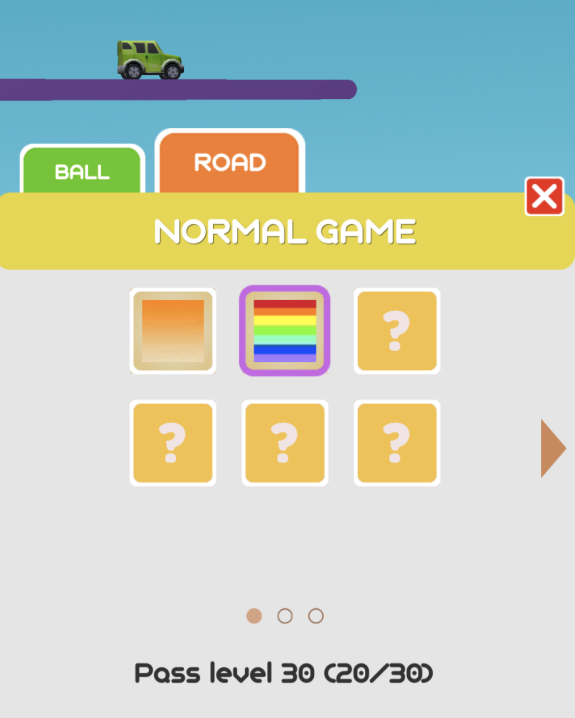 BALL
ROAD
NORMAL GAME
?
? ? ?
Pass level 30 (20/30)